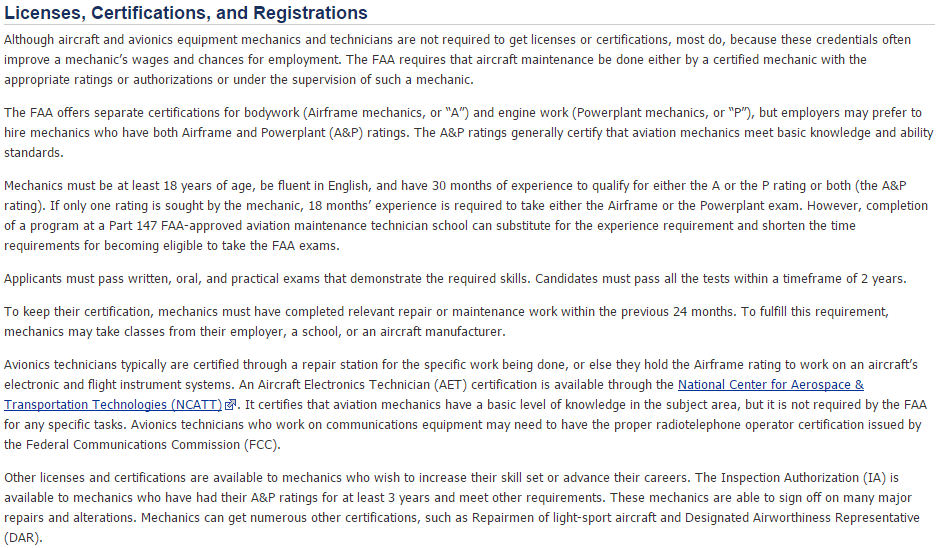 Licenses, Certifications, and Registrations
Although aircraft and avionics equipment mechanics and technicians are not required to get licenses or certifications, most do, because these credentials often
improve a mechanic’s wages and chances for employment. The FAA requires that aircraft maintenance be done either by a certified mechanic with the
appropriate ratings or authorizations or under the supervision of such a mechanic.
The FAA offers separate certifications for bodywork (Airframe mechanics, or “A”) and engine work (Powerplant mechanics, or “P”), but employers may prefer to
hire mechanics who have both Airframe and Powerplant (A&P) ratings. The A&P ratings generally certify that aviation mechanics meet basic knowledge and ability
standards.
Mechanics must be at least 18 years of age, be fluent in English, and have 30 months of experience to qualify for either the A or the P rating or both (the A&P
rating). If only one rating is sought by the mechanic, 18 months’ experience is required to take either the Airframe or the Powerplant exam. However, completion
of a program at a Part 147 FAA-approved aviation maintenance technician school can substitute for the experience requirement and shorten the time
requirements for becoming eligible to take the FAA exams.
Applicants must pass written, oral, and practical exams that demonstrate the required skills. Candidates must pass all the tests within a timeframe of 2 years.
To keep their certification, mechanics must have completed relevant repair or maintenance work within the previous 24 months. To fulfill this requirement,
mechanics may take classes from their employer, a school, or an aircraft manufacturer.
Avionics technicians typically are certified through a repair station for the specific work being done, or else they hold the Airframe rating to work on an aircraft’s
electronic and flight instrument systems. An Aircraft Electronics Technician (AET) certification is available through the National Center for Aerospace &
Transportation Technologies (NCATT). It certifies that aviation mechanics have a basic level of knowledge in the subject area, but it is not required by the FAA
for any specific tasks. Avionics technicians who work on communications equipment may need to have the proper radiotelephone operator certification issued by
the Federal Communications Commission (FCC).
Other licenses and certifications are available to mechanics who wish to increase their skill set or advance their careers. The Inspection Authorization (IA) is
available to mechanics who have had their A&P ratings for at least 3 years and meet other requirements. These mechanics are able to sign off on many major
repairs and alterations. Mechanics can get numerous other certifications, such as Repairmen of light-sport aircraft and Designated Airworthiness Representative
(DAR).